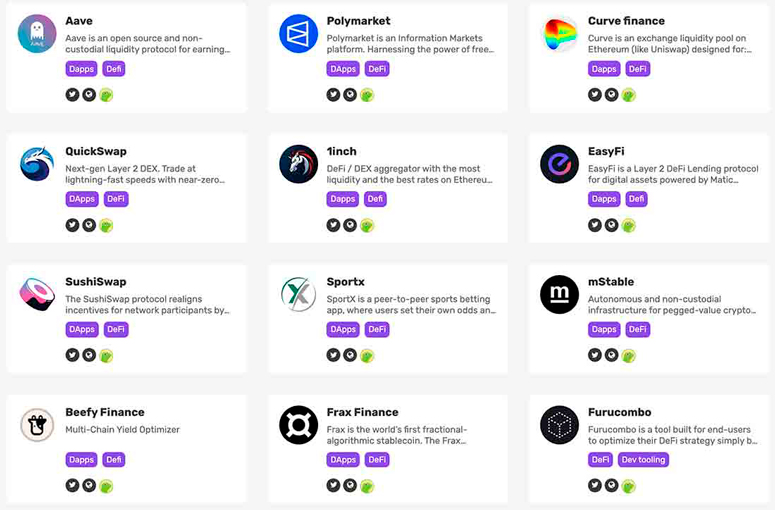 Aave
Aave is an open source and non-
custodial liquidity protocol for earning...
Dapps Defi
Polymarket
Polymarket is an Information Markets
platform. Harnessing the power of free...
DApps DeFi
Curve finance
Curve is an exchange liquidity pool on
Ethereum (like Uniswap) designed for:...
Dapps DeFi
QuickSwap
Next-gen Layer 2 DEX, Trade at
lightning-fast speeds with near-zero...
DApps DeFi
1inch
DeFi / DEX aggregator with the most
liquidity and the best rates on Ethereu...
Dapps Defi
EasyFi
EasyFi is a Layer 2 DeFi Lending protocol
for digital assets powered by Matic...
Dapps Defi
SushiSwap
The SushiSwap protocol realigns
incentives for network participants by...
DApps DeFi
Sportx
SportX is a peer-to-peer sports betting
app, where users set their own odds an...
DApps DeFi
mStable
Autonomous and non-custodial
infrastructure for pegged-value crypto...
Dapps DeFi
Beefy Finance
Multi-Chain Yield Optimizer
Dapps Defi
Frax Finance
Frax is the world's first fractional-
algorithmic stablecoin. The Frax...
DApps DeFi
Furucombo
Furucombo is a tool built for end-users
to optimize their DeFi strategy simply b...
DeFi Dev tooling